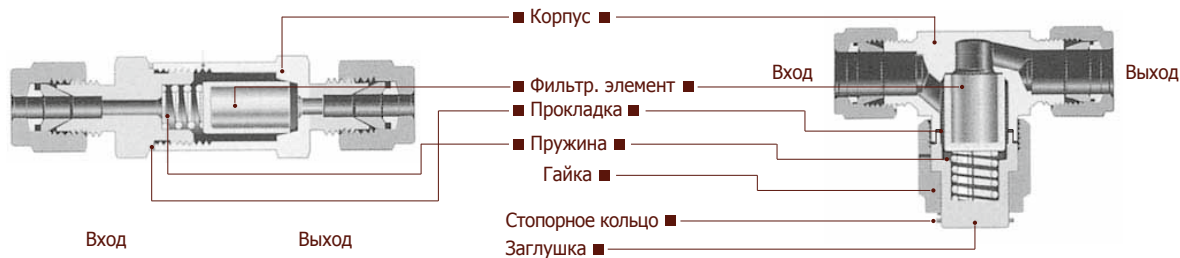 ■ Корпус ■
■ Фильтр. элемент ■
Вход
Выход
■ Прокладка ■
■ Пружина ■
Гайка ■
Стопорное кольцо ■
Заглушка ■
Вход
Выход